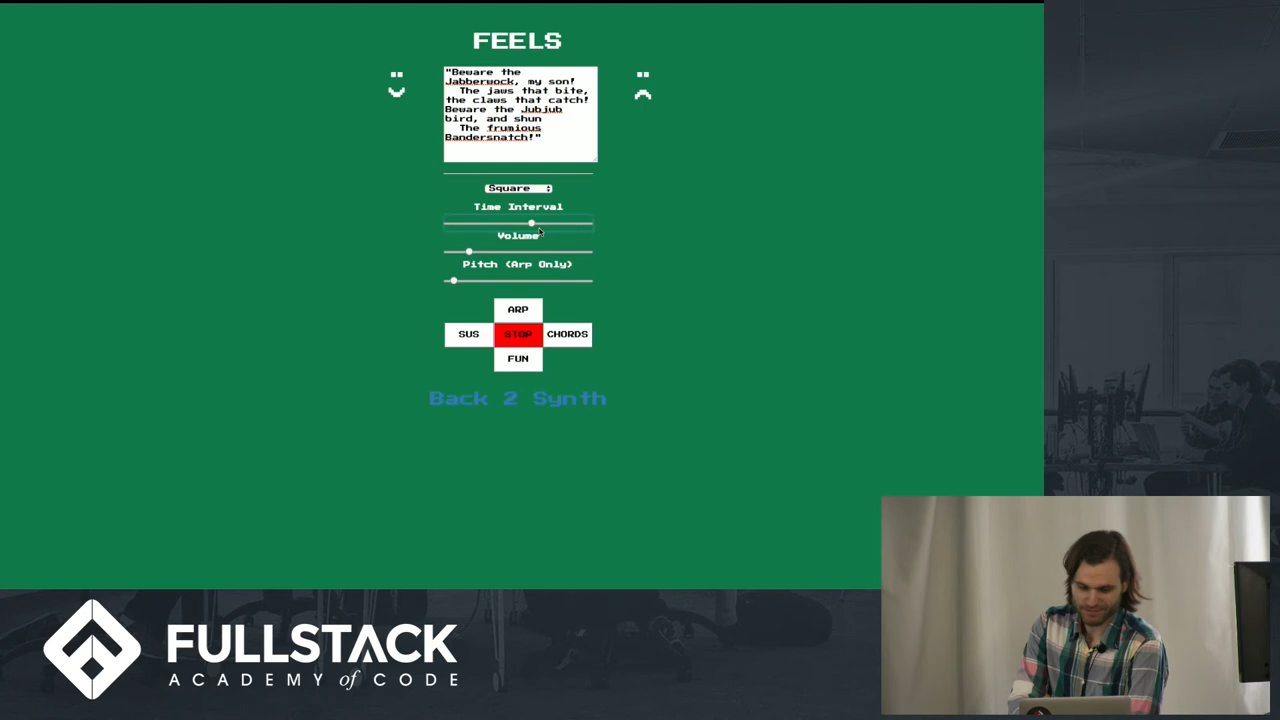 FEELS
"Beware the
Jabberwock, my son!
The jaws that bite,
the claws that catch!
Beware the Jubjub
bird, and shun
The frumious
Bandersnatch!"
Square
Time Interval
Volume
Pitch (Arp Only)
ARP
SUS STOP CHORDS
FUN
Back 2 Synth
FULLSTACK
ACADEMY of CODE